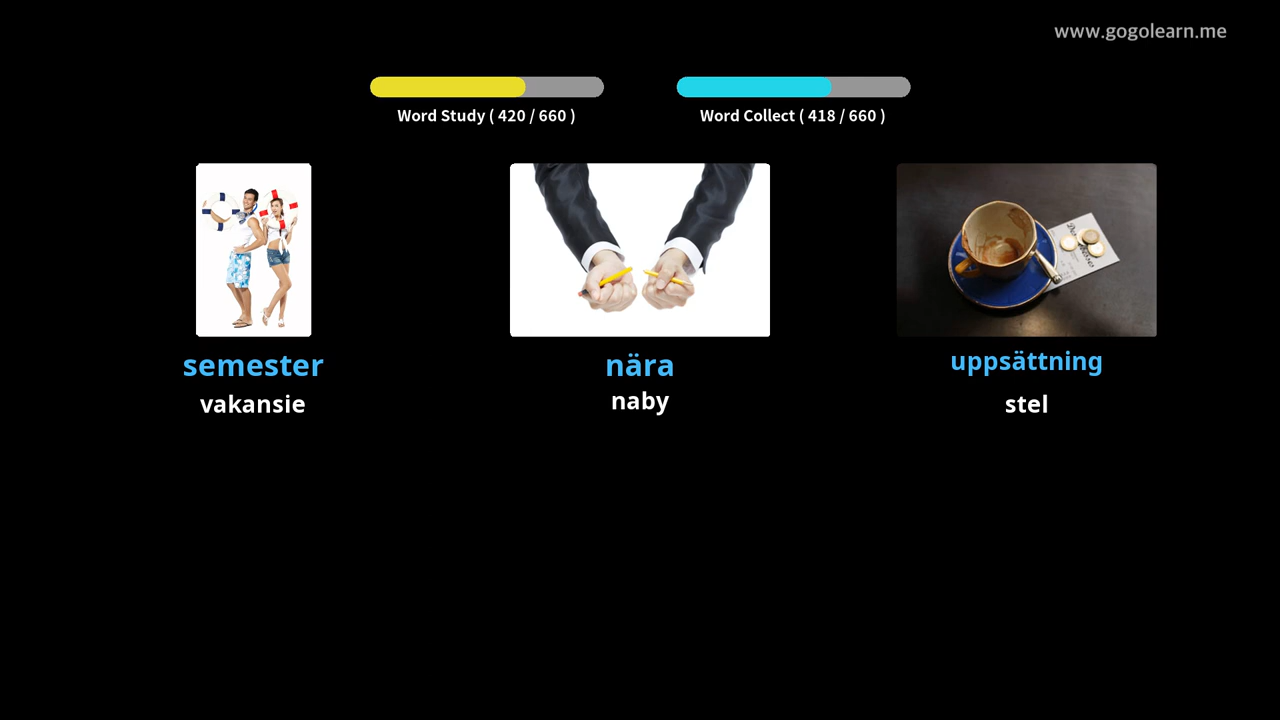 www.gogolearn.me
Word Study ( 420 / 660 )
Word Collect ( 418 / 660 )
semester
vakansie
nära
naby
uppsättning
stel